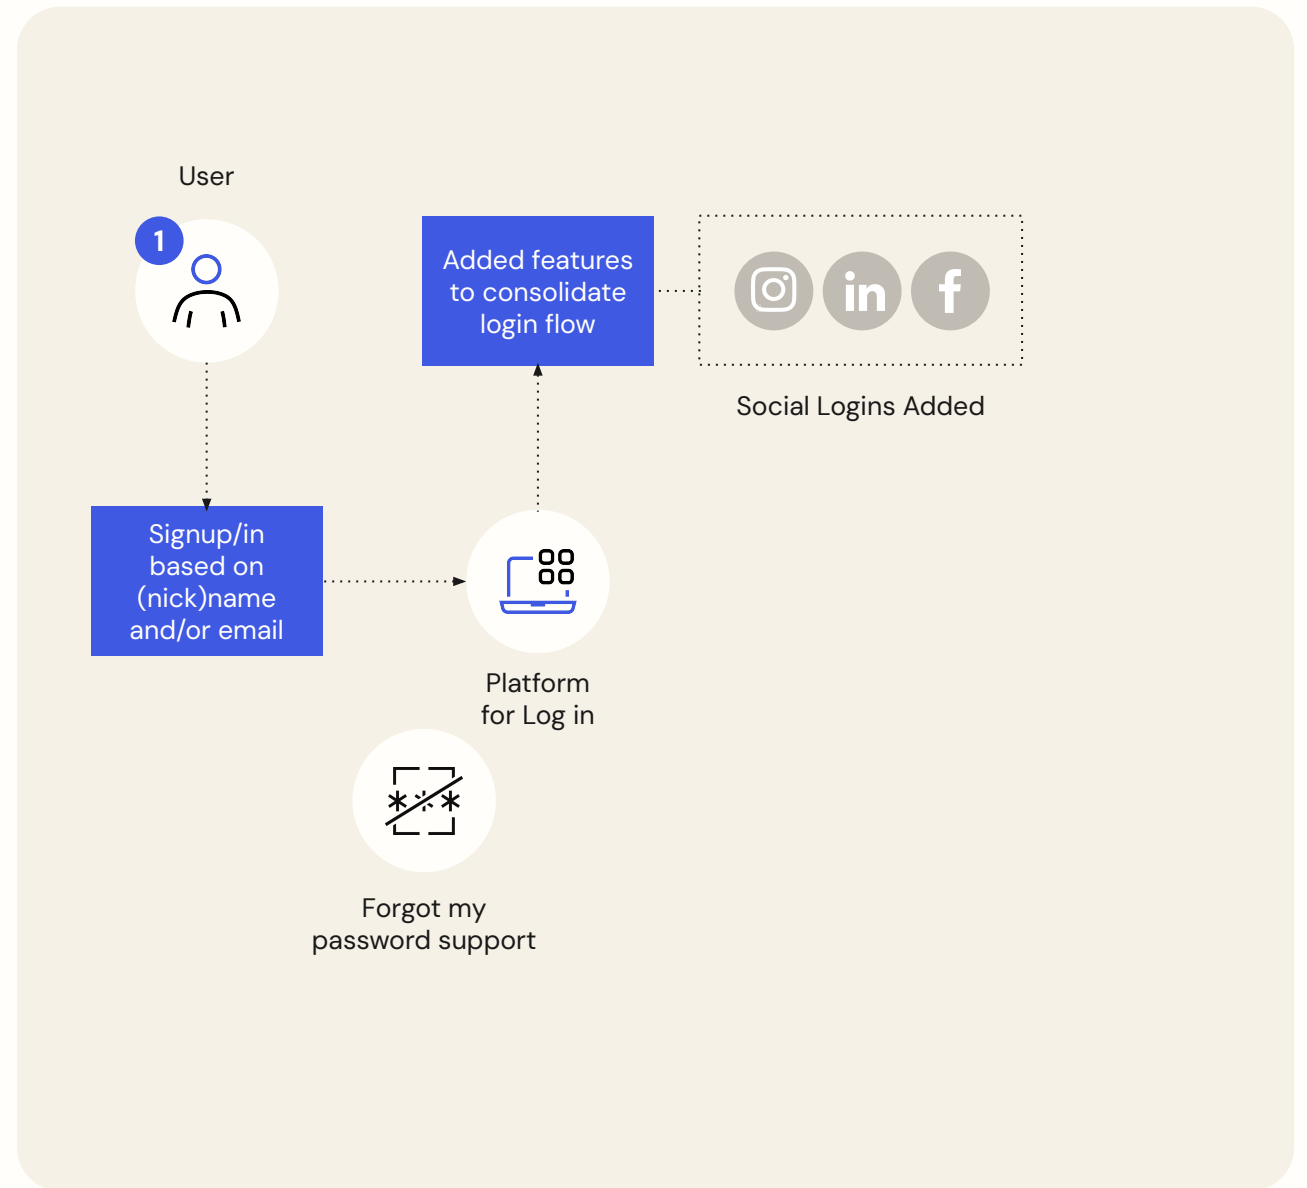 User
1
Added features
to consolidate
login flow
in
f
Social Logins Added
Signup/in
based on
(nick)name
and/or email
Platform
for Log in
Forgot my
password support